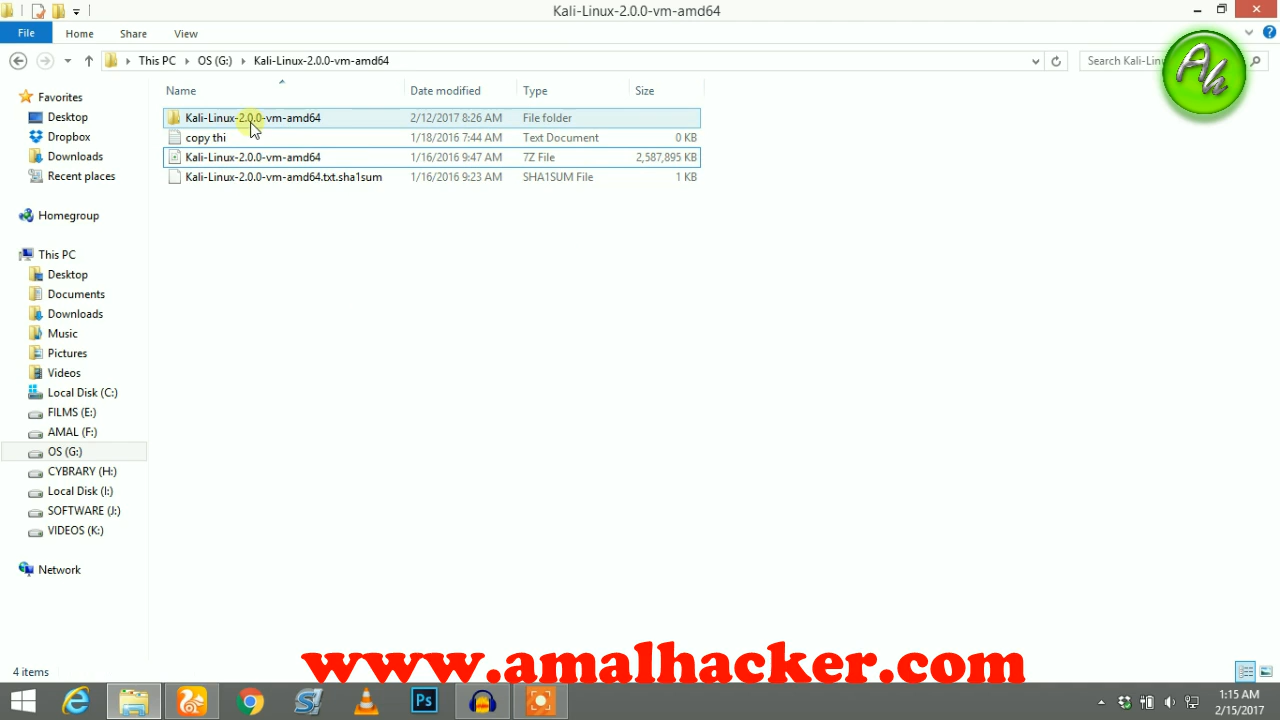 Kali-Linux-2.0.0-vm-amd64
File Home Share View
This PC OS (G:) Kali-Linux-2.0.0-vm-amd64
Search Kali-Linu
Ah
Name Date modified Type Size
Kali-Linux-2.0.0-vm-amd64 2/12/2017 8:26 AM File folder
copy thi 1/18/2016 7:44 AM Text Document 0 KB
Kali-Linux-2.0.0-vm-amd64 1/16/2016 9:47 AM 7Z File 2,587,895 KB
Kali-Linux-2.0.0-vm-amd64.txt.sha1sum 1/16/2016 9:23 AM SHA1SUM File 1 KB
Favorites
Desktop
Dropbox
Downloads
Recent places
Homegroup
This PC
Desktop
Documents
Downloads
Music
Pictures
Videos
Local Disk (C:)
FILMS (E:)
AMAL (F:)
OS (G:)
CYBRARY (H:)
Local Disk (I:)
SOFTWARE (J:)
VIDEOS (K:)
Network
www.amalhacker.com
4 items
Ps
1:15 AM
2/15/2017